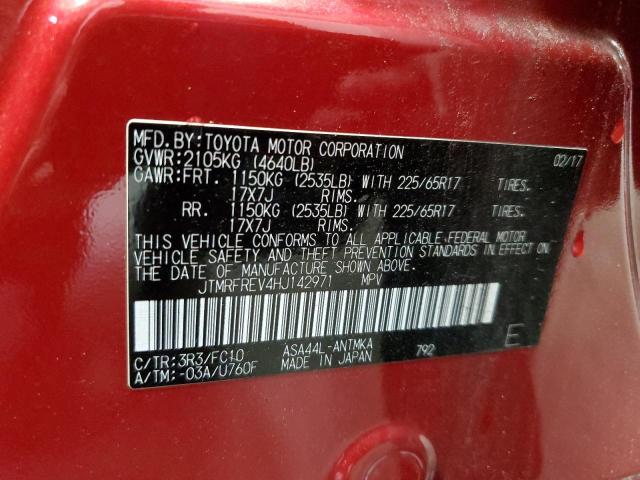 MFD. BY: TOYOTA MOTOR CORPORATION 02/17
GVWR: 2105KG (4640LB)
GAWR: FRT. 1150KG (2535LB) WITH 225/65R17 TIRES.
17X7J RIMS.
RR. 1150KG (2535LB) WITH 225/65R17 TIRES.
17X7J RIMS.
THIS VEHICLE CONFORMS TO ALL APPLICABLE FEDERAL MOTOR
VEHICLE SAFETY AND THEFT PREVENTION STANDARDS IN EFFECT ON
THE DATE OF MANUFACTURE SHOWN ABOVE.
JTMRFREV4HJ142971 MPV
C/TR: 3R3/FC10 ASA44L-ANTMKA 792 E
A/TM: -03A/U760F MADE IN JAPAN